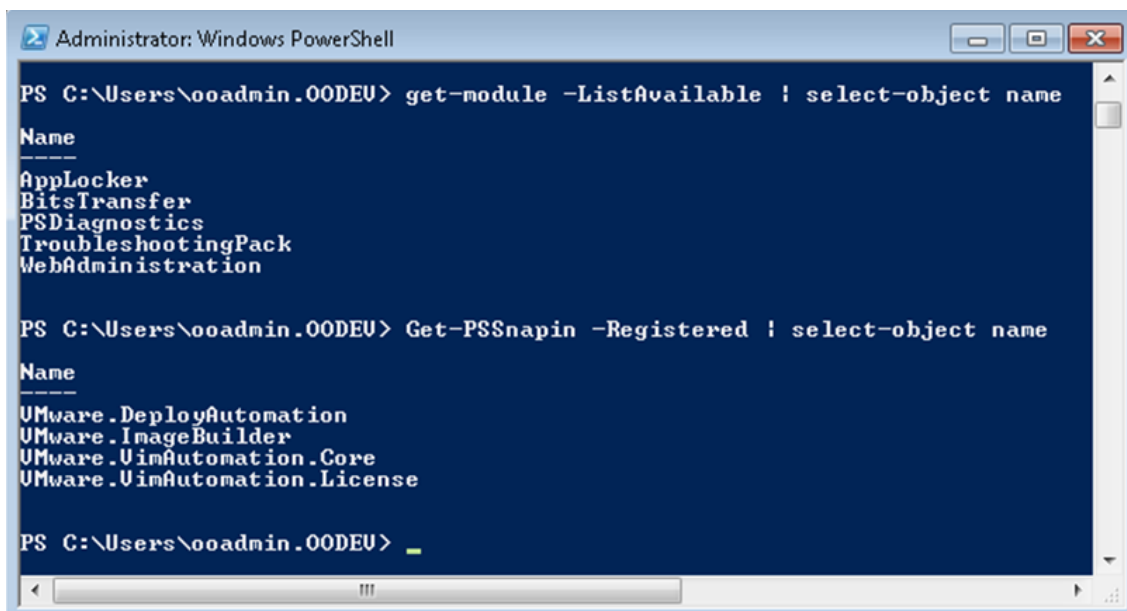 Administrator: Windows PowerShell
PS C:\Users\ooadmin.OODEV> get-module -ListAvailable | select-object name
Name
----
AppLocker
BitsTransfer
PSDiagnostics
TroubleshootingPack
WebAdministration
PS C:\Users\ooadmin.OODEV> Get-PSSnapin -Registered | select-object name
Name
----
VMware.DeployAutomation
VMware.ImageBuilder
VMware.VimAutomation.Core
VMware.VimAutomation.License
PS C:\Users\ooadmin.OODEV> _